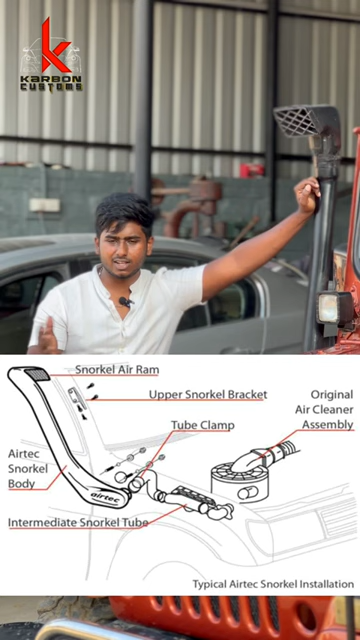 KARBON
CUSTOMS
Snorkel Air Ram
Upper Snorkel Bracket
Original
Air Cleaner
Assembly
Tube Clamp
Airtec
Snorkel
Body
airtec
Intermediate Snorkel Tube
Typical Airtec Snorkel Installation